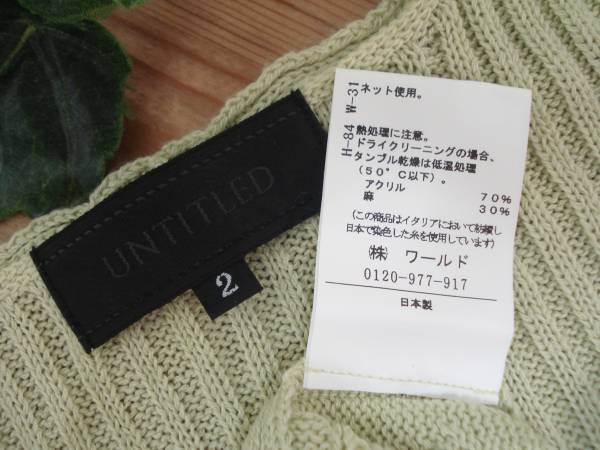 UNTITLED
2
W-31
H-84
ネット使用。
熱処理に注意。
ドライクリーニングの場合、
タンブル乾燥は低温処理
(50°C以下)。
アクリル 70%
麻 30%
(この商品はイタリアにおいて紡績し
日本で染色した糸を使用しています)
㈱ ワールド
0120-977-917
日本製